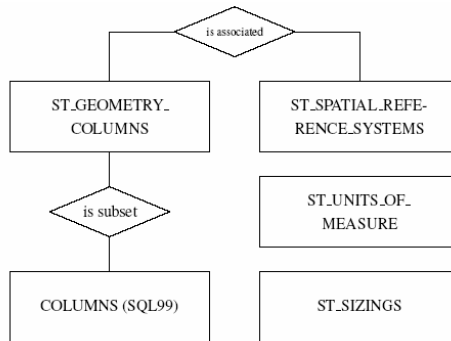 is associated
ST_GEOMETRY_
COLUMNS
ST_SPATIAL_REFE-
RENCE_SYSTEMS
is subset
ST_UNITS_OF_
MEASURE
COLUMNS (SQL99)
ST_SIZINGS